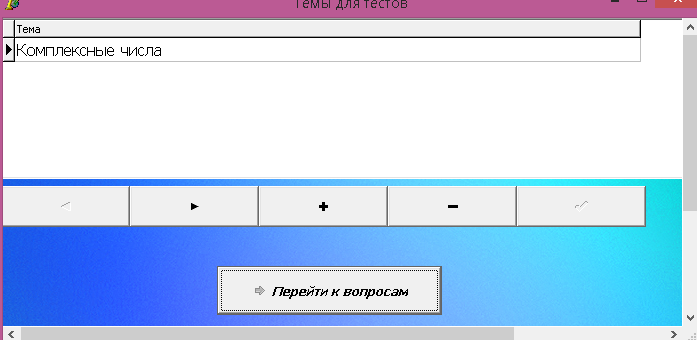 Темы для тестов
Тема
Комплексные числа
Перейти к вопросам